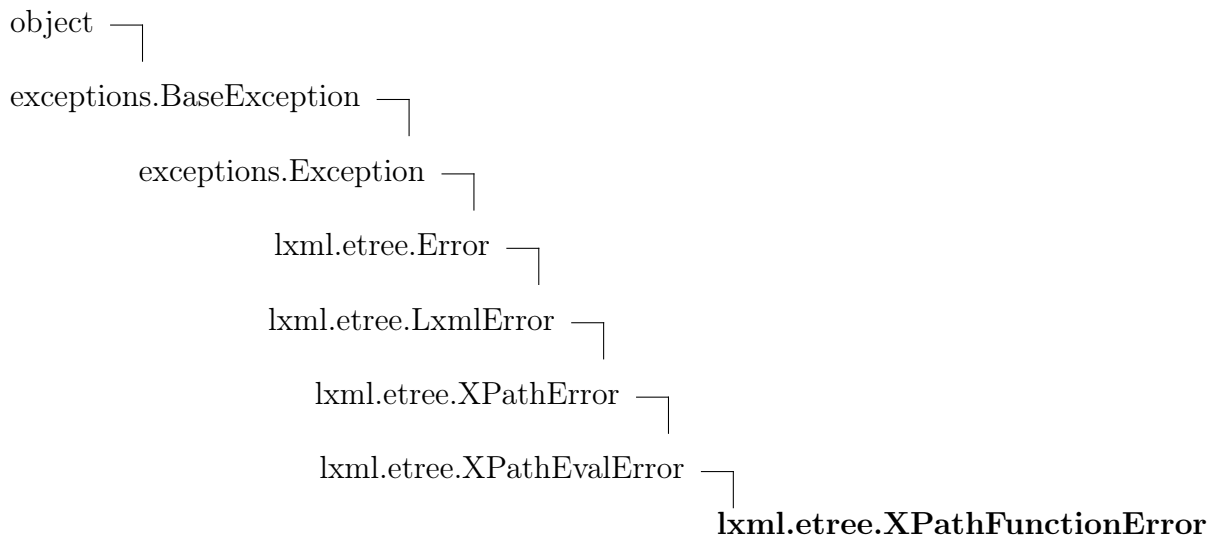 object
exceptions.BaseException
exceptions.Exception
lxml.etree.Error
lxml.etree.LxmlError
lxml.etree.XPathError
lxml.etree.XPathEvalError
lxml.etree.XPathFunctionError